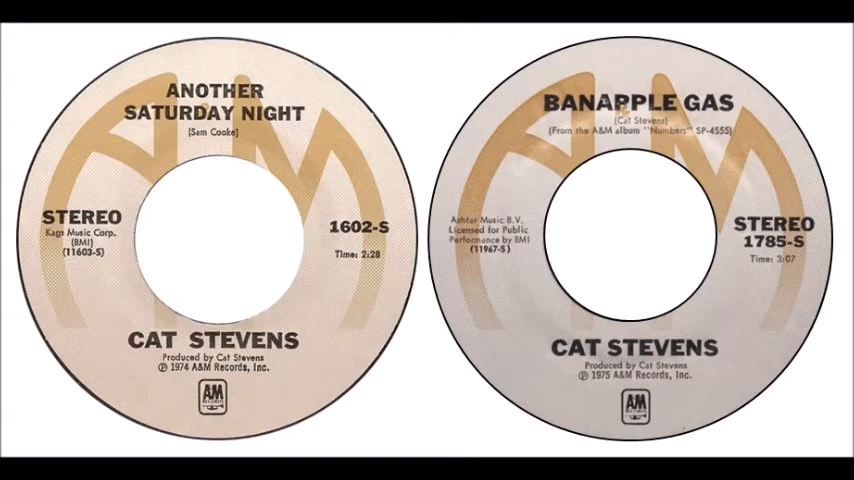 ANOTHER
SATURDAY NIGHT
(Sam Cooke)
STEREO
Kags Music Corp.
(BMI)
(11603-S)
1602-S
Time: 2:28
CAT STEVENS
Produced by Cat Stevens
℗ 1974 A&M Records, Inc.
A&M
RECORDS
BANAPPLE GAS
(Cat Stevens)
(From the A&M album "Numbers" SP-4555)
Ashtar Music B.V.
Licensed for Public
Performance by BMI
(11967-S)
STEREO
1785-S
Time: 3:07
CAT STEVENS
Produced by Cat Stevens
℗ 1975 A&M Records, Inc.
A&M
RECORDS